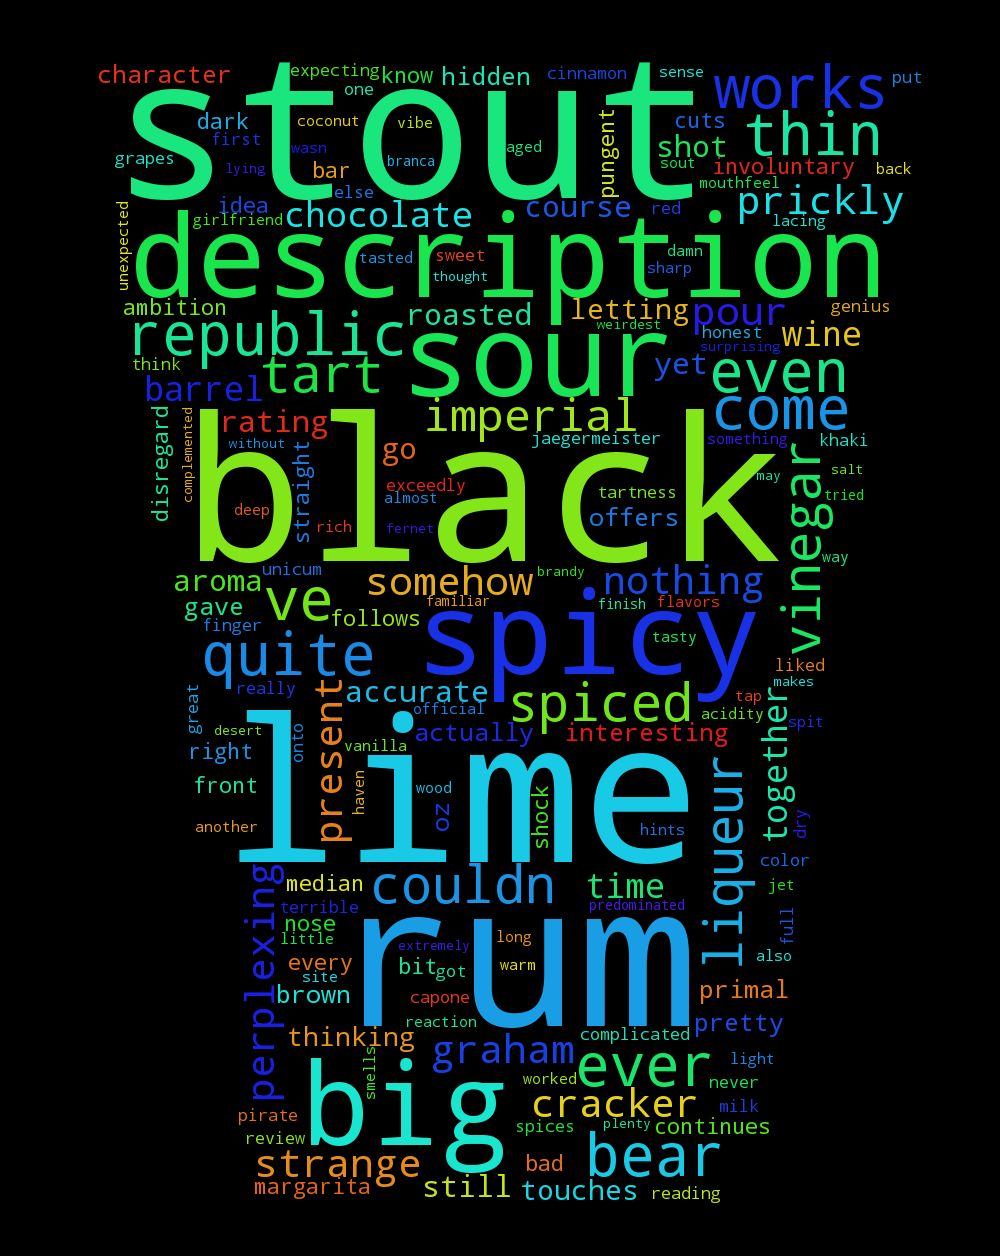 expecting
know
hidden
cinnamon
sense
put
character
one
works
stout
dark
coconut
vibe
cuts
thin
first
wasn
branca
aged
pungent
shot
grapes
lying
bar
sout
involuntary
back
mouthfeel
else
prickly
idea
girlfriend
chocolate
course
red
lacing
unexpected
description
tasted
sweet
thought
damn
sharp
ambition
roasted
letting
pour
genius
republic
weirdest
honest
wine
surprising
think
tart
sour
yet
even
barrel
come
rating
imperial
disregard
complemented
without
straight
go
jaegermeister
something
khaki
black
exceedly
almost
tartness
may
salt
tried
deep
rich
fernet
offers
vinegar
way
aroma
unicum
somehow
brandy
nothing
ve
gave
follows
familiar
finish
flavors
finger
spicy
tasty
quite
liked
makes
great
really
present
accurate
official
spiced
acidity
tap
together
spit
desert
onto
actually
interesting
right
vanilla
lime
front
haven
wood
oz
shock
hints
liqueur
dry
another
color
perplexing
median
couldn
time
jet
terrible
predominated
nose
rum
full
little
extremely
long
every
site
bit
got
warm
also
brown
capone
primal
reaction
pretty
thinking
complicated
smells
graham
ever
light
big
worked
never
cracker
milk
pirate
spices
plenty
continues
review
strange
bad
bear
margarita
still
touches
reading